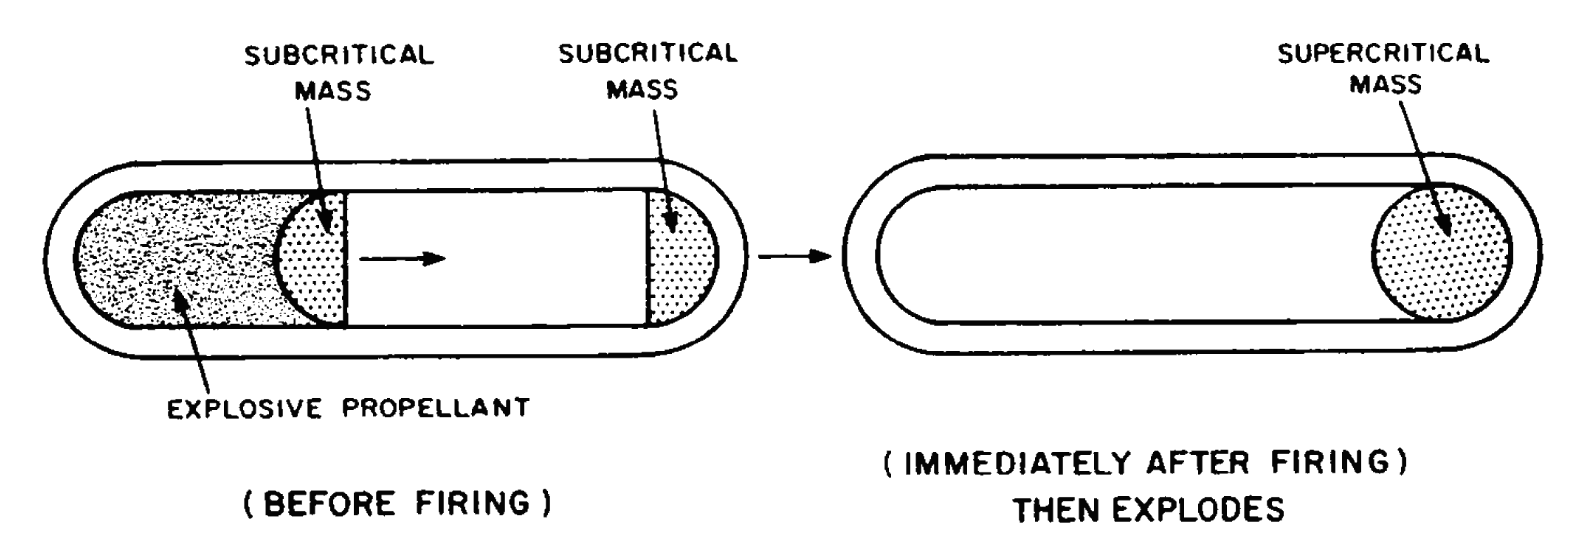 SUBCRITICAL
MASS
SUBCRITICAL
MASS
EXPLOSIVE PROPELLANT
(BEFORE FIRING)
SUPERCRITICAL
MASS
(IMMEDIATELY AFTER FIRING)
THEN EXPLODES